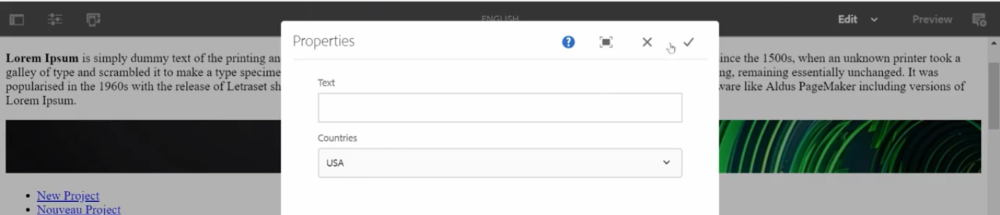 ENGLISH
Edit
Preview
Properties
?
Lorem Ipsum is simply dummy text of the printing an
ince the 1500s, when an unknown printer took a
galley of type and scrambled it to make a type specime
ng, remaining essentially unchanged. It was
popularised in the 1960s with the release of Letraset sh
ware like Aldus PageMaker including versions of
Lorem Ipsum.
Text
Countries
USA
• New Project
• Nouveau Project